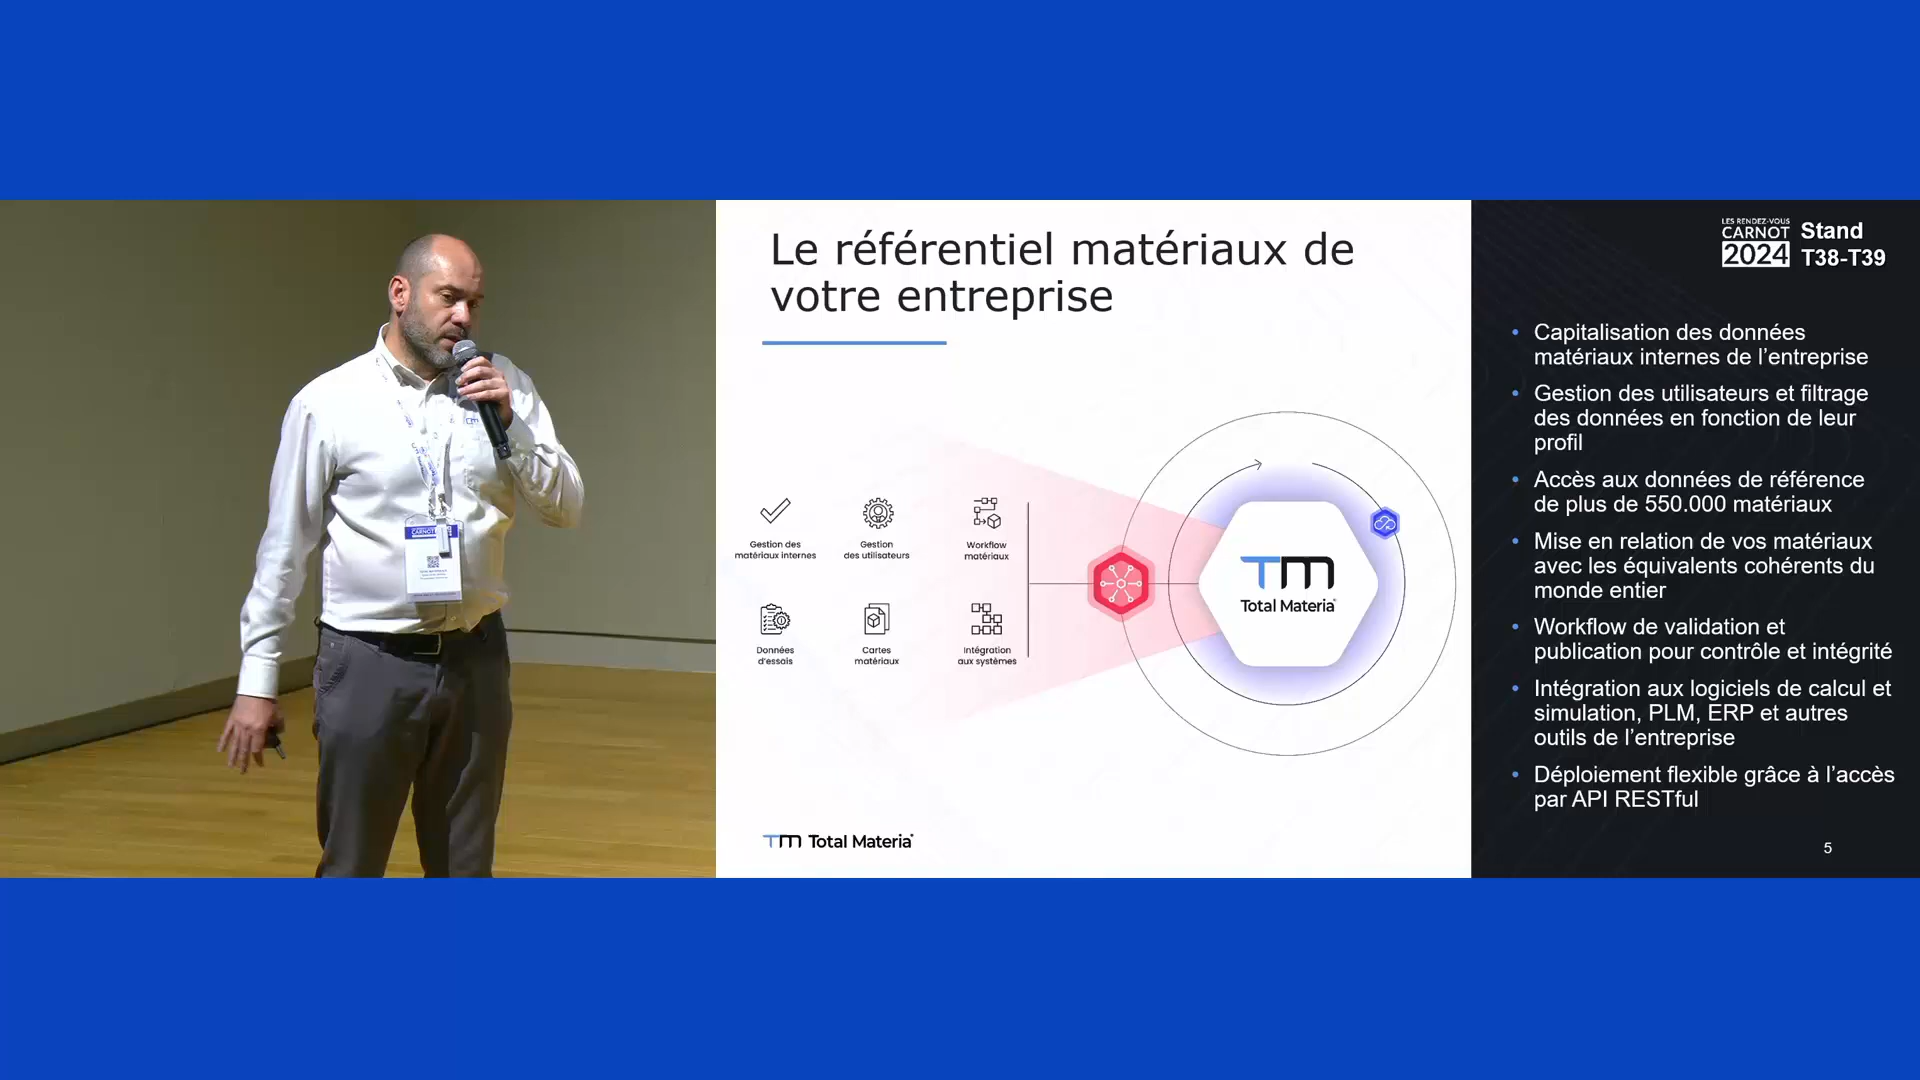 Le référentiel matériaux de
votre entreprise
Gestion des
matériaux internes
Gestion
des utilisateurs
Workflow
matériaux
Données
d'essais
Cartes
matériaux
Intégration
aux systèmes
TM
Total Materia
TM Total Materia
LES RENDEZ-VOUS
CARNOT
2024
Stand
T38-T39
• Capitalisation des données
matériaux internes de l’entreprise
• Gestion des utilisateurs et filtrage
des données en fonction de leur
profil
• Accès aux données de référence
de plus de 550.000 matériaux
• Mise en relation de vos matériaux
avec les équivalents cohérents du
monde entier
• Workflow de validation et
publication pour contrôle et intégrité
• Intégration aux logiciels de calcul et
simulation, PLM, ERP et autres
outils de l’entreprise
• Déploiement flexible grâce à l’accès
par API RESTful
5
CARNOT